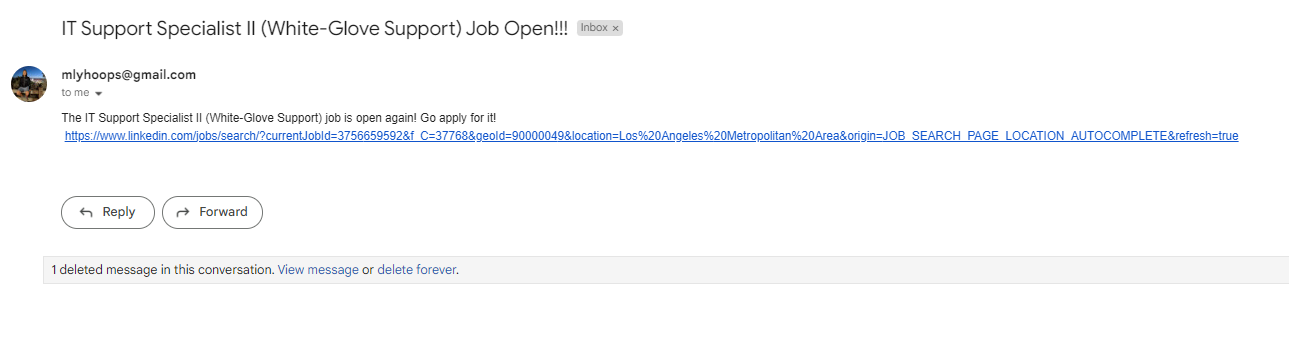 IT Support Specialist II (White-Glove Support) Job Open!!! Inbox ×
mlyhoops@gmail.com
to me
The IT Support Specialist II (White-Glove Support) job is open again! Go apply for it!
https://www.linkedin.com/jobs/search/?currentJobId=3756659592&f_C=37768&geoId=90000049&location=Los%20Angeles%20Metropolitan%20Area&origin=JOB_SEARCH_PAGE_LOCATION_AUTOCOMPLETE&refresh=true
Reply Forward
1 deleted message in this conversation. View message or delete forever.